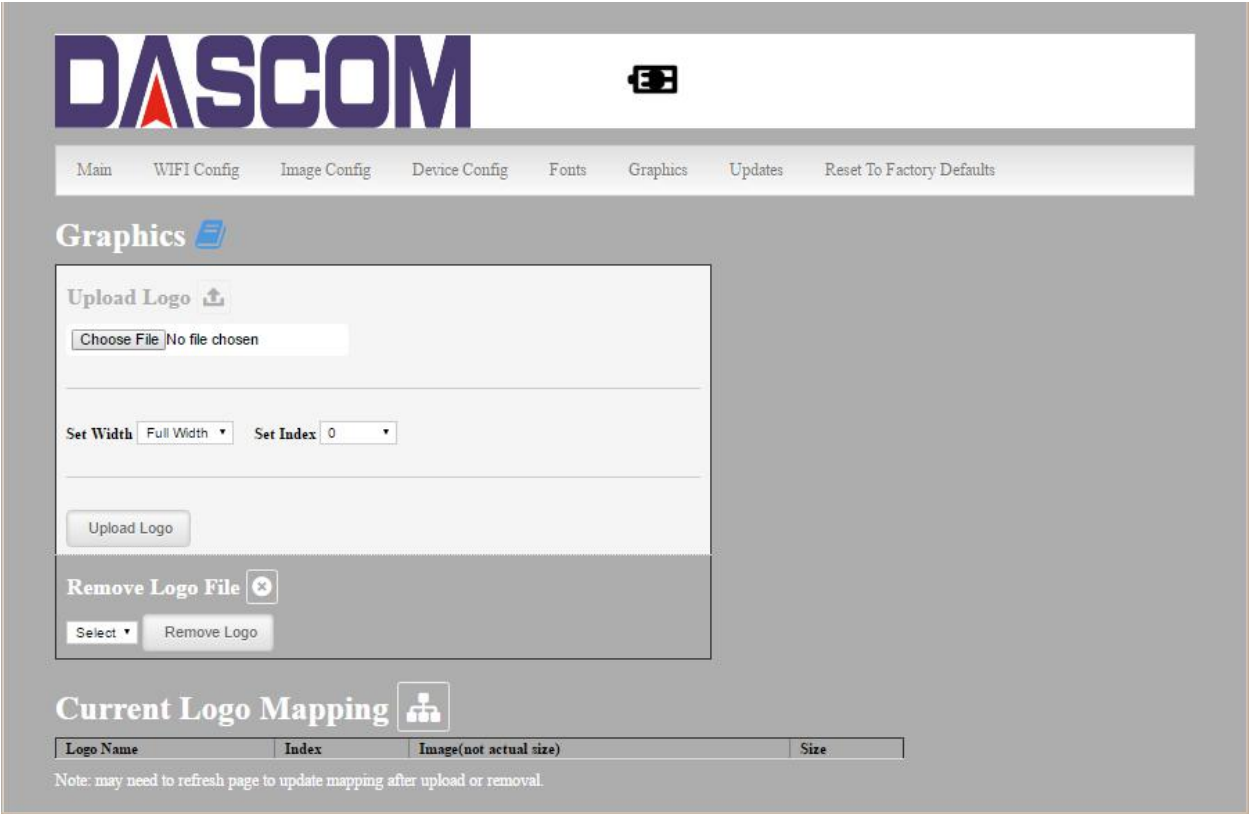 DASCOM
Main WIFI Config Image Config Device Config Fonts Graphics Updates Reset To Factory Defaults
Graphics
Upload Logo
Choose File No file chosen
Set Width Full Width Set Index 0
Upload Logo
Remove Logo File
Select Remove Logo
Current Logo Mapping
Logo Name Index Image(not actual size) Size
Note: may need to refresh page to update mapping after upload or removal.